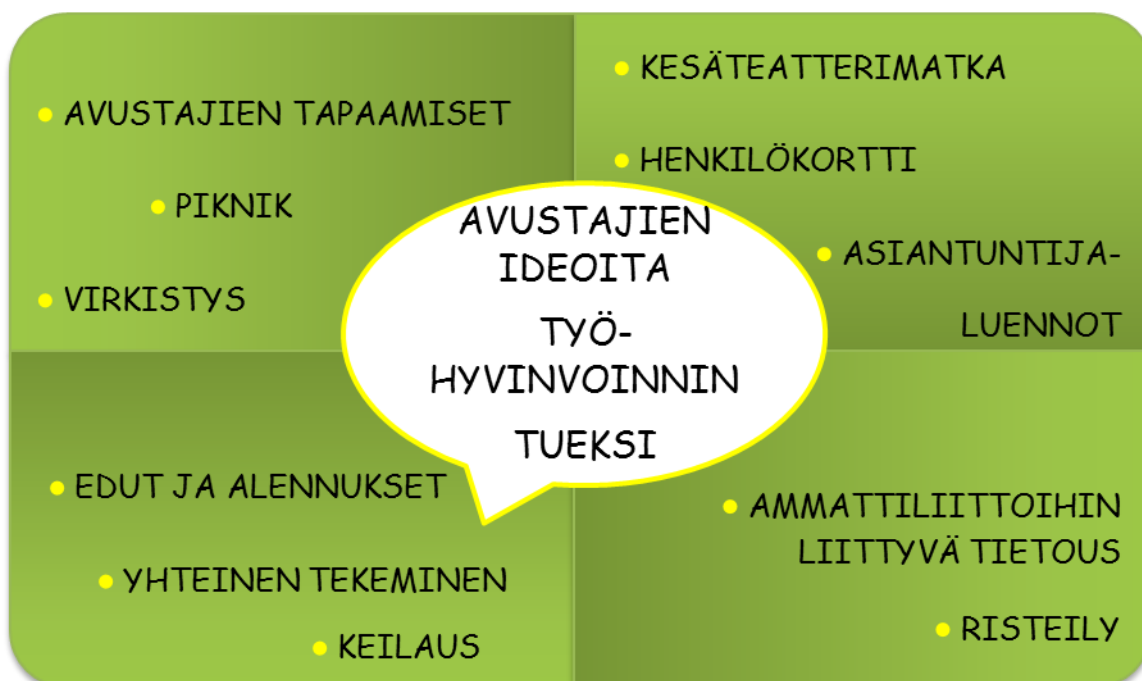 • AVUSTAJIEN TAPAAMISET
• PIKNIK
• VIRKISTYS
• KESÄTEATTERIMATKA
• HENKILÖKORTTI
• ASIANTUNTIJA-
LUENNOT
AVUSTAJIEN
IDEOITA
TYÖ-
HYVINVOINNIN
TUEKSI
• EDUT JA ALENNUKSET
• YHTEINEN TEKEMINEN
• KEILAUS
• AMMATTILIITTOIHIN
LIITTYVÄ TIETOUS
• RISTEILY